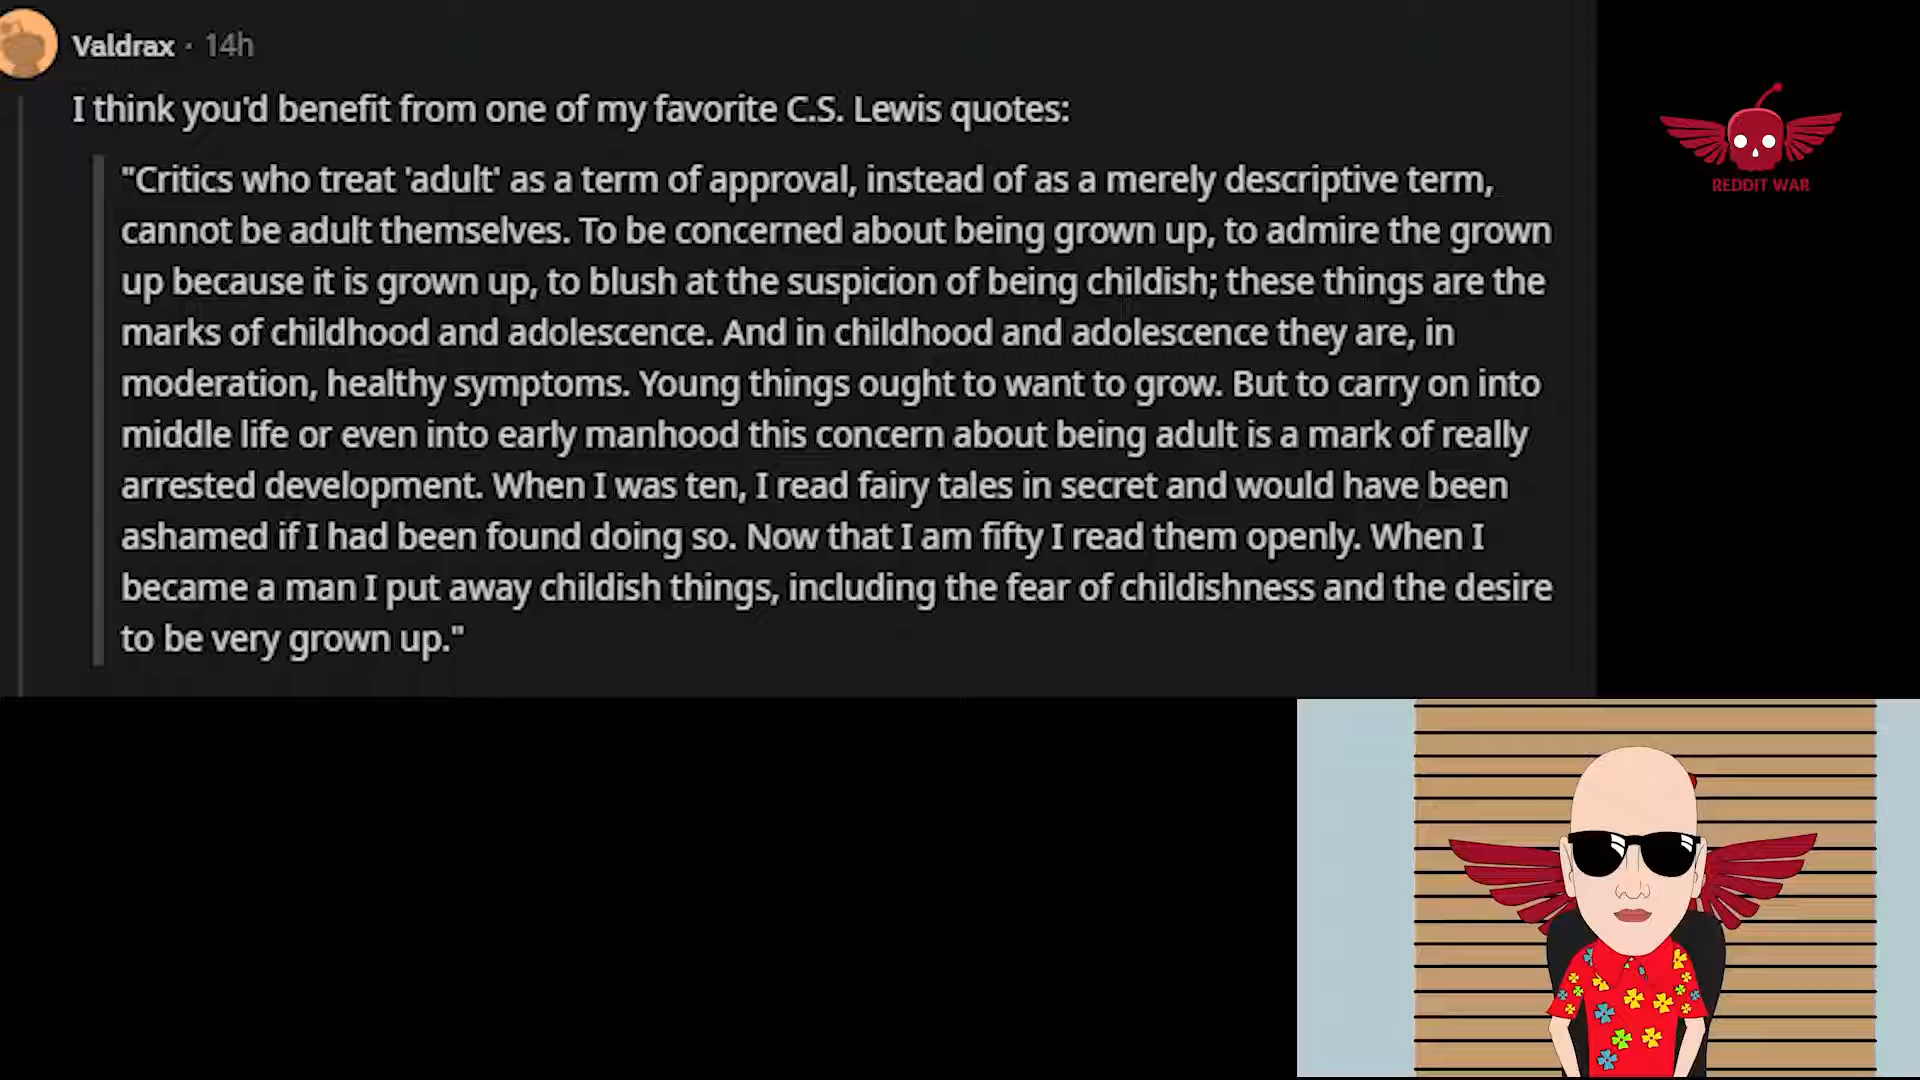 Valdrax · 14h
I think you'd benefit from one of my favorite C.S. Lewis quotes:
"Critics who treat 'adult' as a term of approval, instead of as a merely descriptive term,
cannot be adult themselves. To be concerned about being grown up, to admire the grown
up because it is grown up, to blush at the suspicion of being childish; these things are the
marks of childhood and adolescence. And in childhood and adolescence they are, in
moderation, healthy symptoms. Young things ought to want to grow. But to carry on into
middle life or even into early manhood this concern about being adult is a mark of really
arrested development. When I was ten, I read fairy tales in secret and would have been
ashamed if I had been found doing so. Now that I am fifty I read them openly. When I
became a man I put away childish things, including the fear of childishness and the desire
to be very grown up."
REDDIT WAR